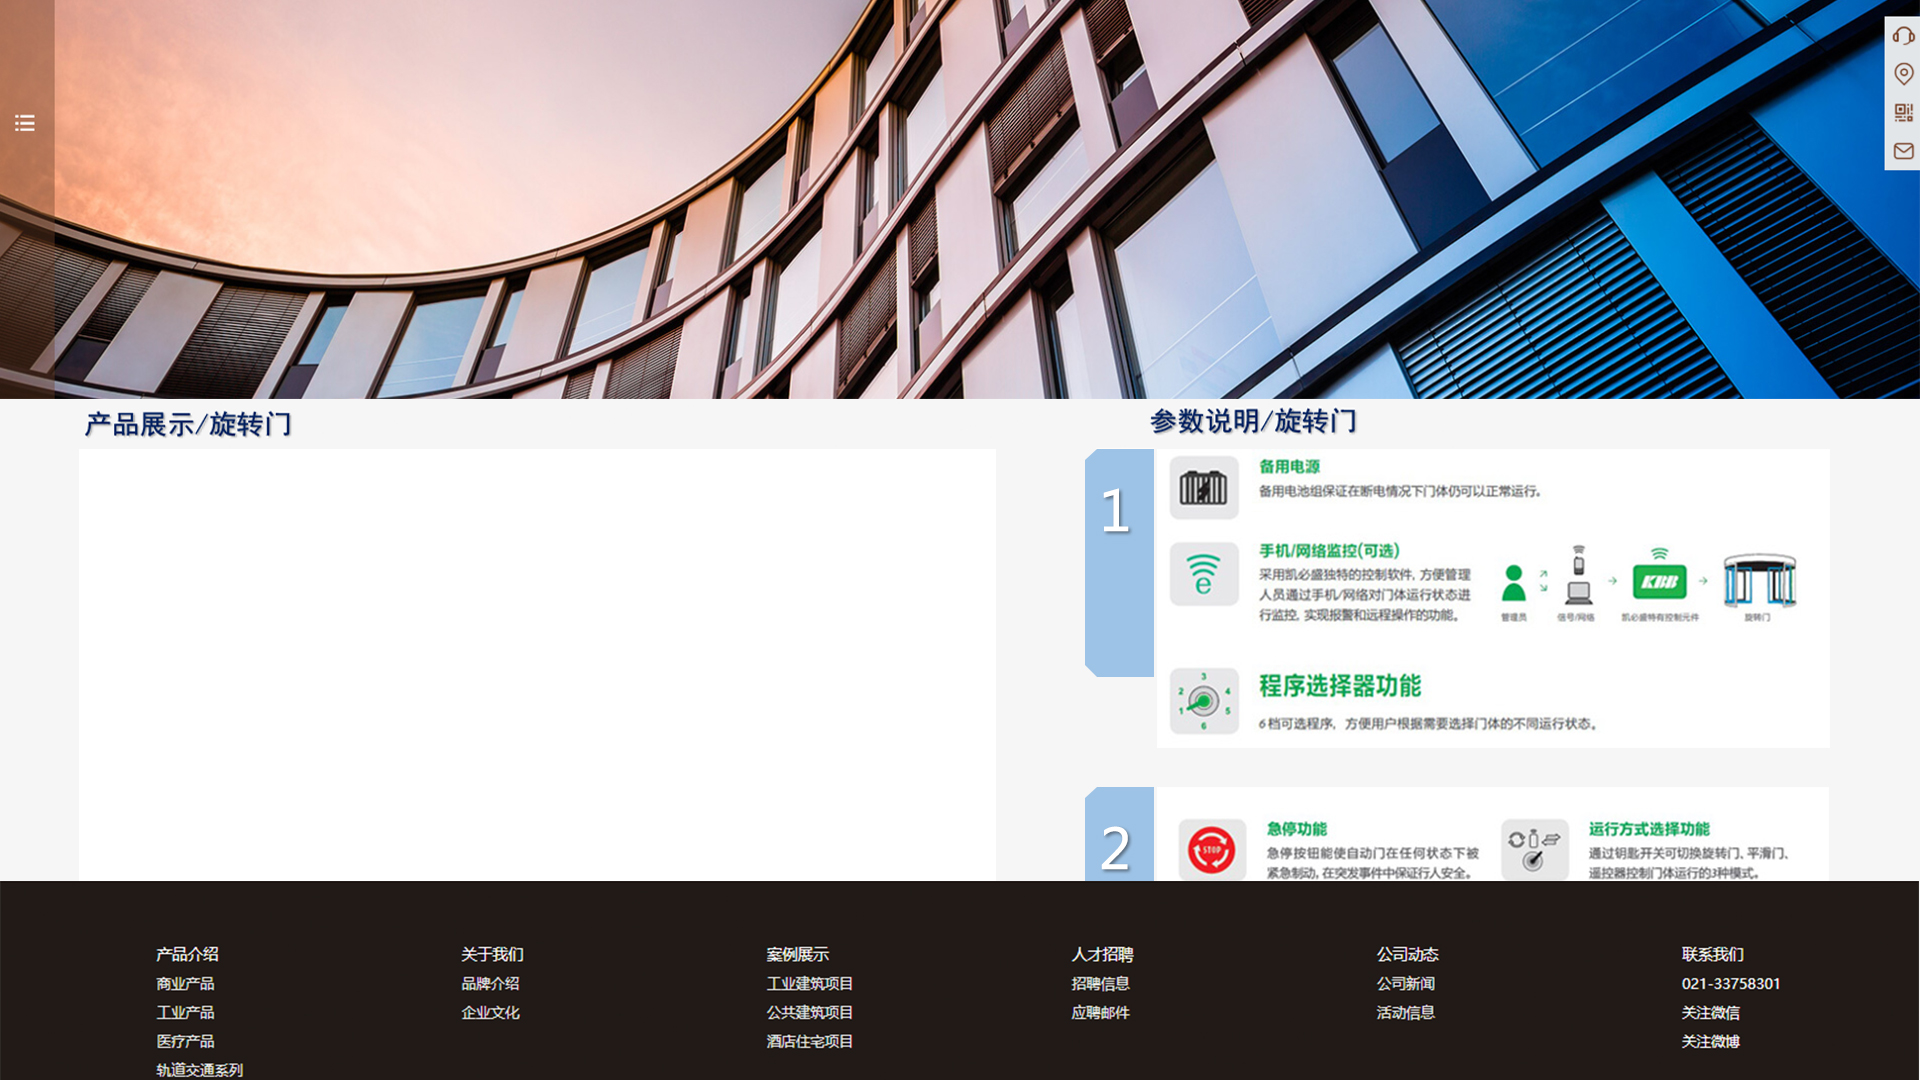 产品展示/旋转门
参数说明/旋转门
1
备用电源
备用电池组保证在断电情况下门体仍可以正常运行。
手机/网络监控(可选)
采用凯必盛独特的控制软件, 方便管理
人员通过手机/网络对门体运行状态进
行监控, 实现报警和远程操作的功能。
e
KBB
管理员
信号/网络
凯必盛特有控制元件
旋转门
程序选择器功能
6档可选程序, 方便用户根据需要选择门体的不同运行状态。
1
2
3
4
5
6
2
急停功能
急停按钮能使自动门在任何状态下被
紧急制动, 在突发事件中保证行人安全。
STOP
运行方式选择功能
通过钥匙开关可切换旋转门、平滑门、
遥控器控制门体运行的3种模式。
产品介绍
商业产品
工业产品
医疗产品
轨道交通系列
关于我们
品牌介绍
企业文化
案例展示
工业建筑项目
公共建筑项目
酒店住宅项目
人才招聘
招聘信息
应聘邮件
公司动态
公司新闻
活动信息
联系我们
021-33758301
关注微信
关注微博